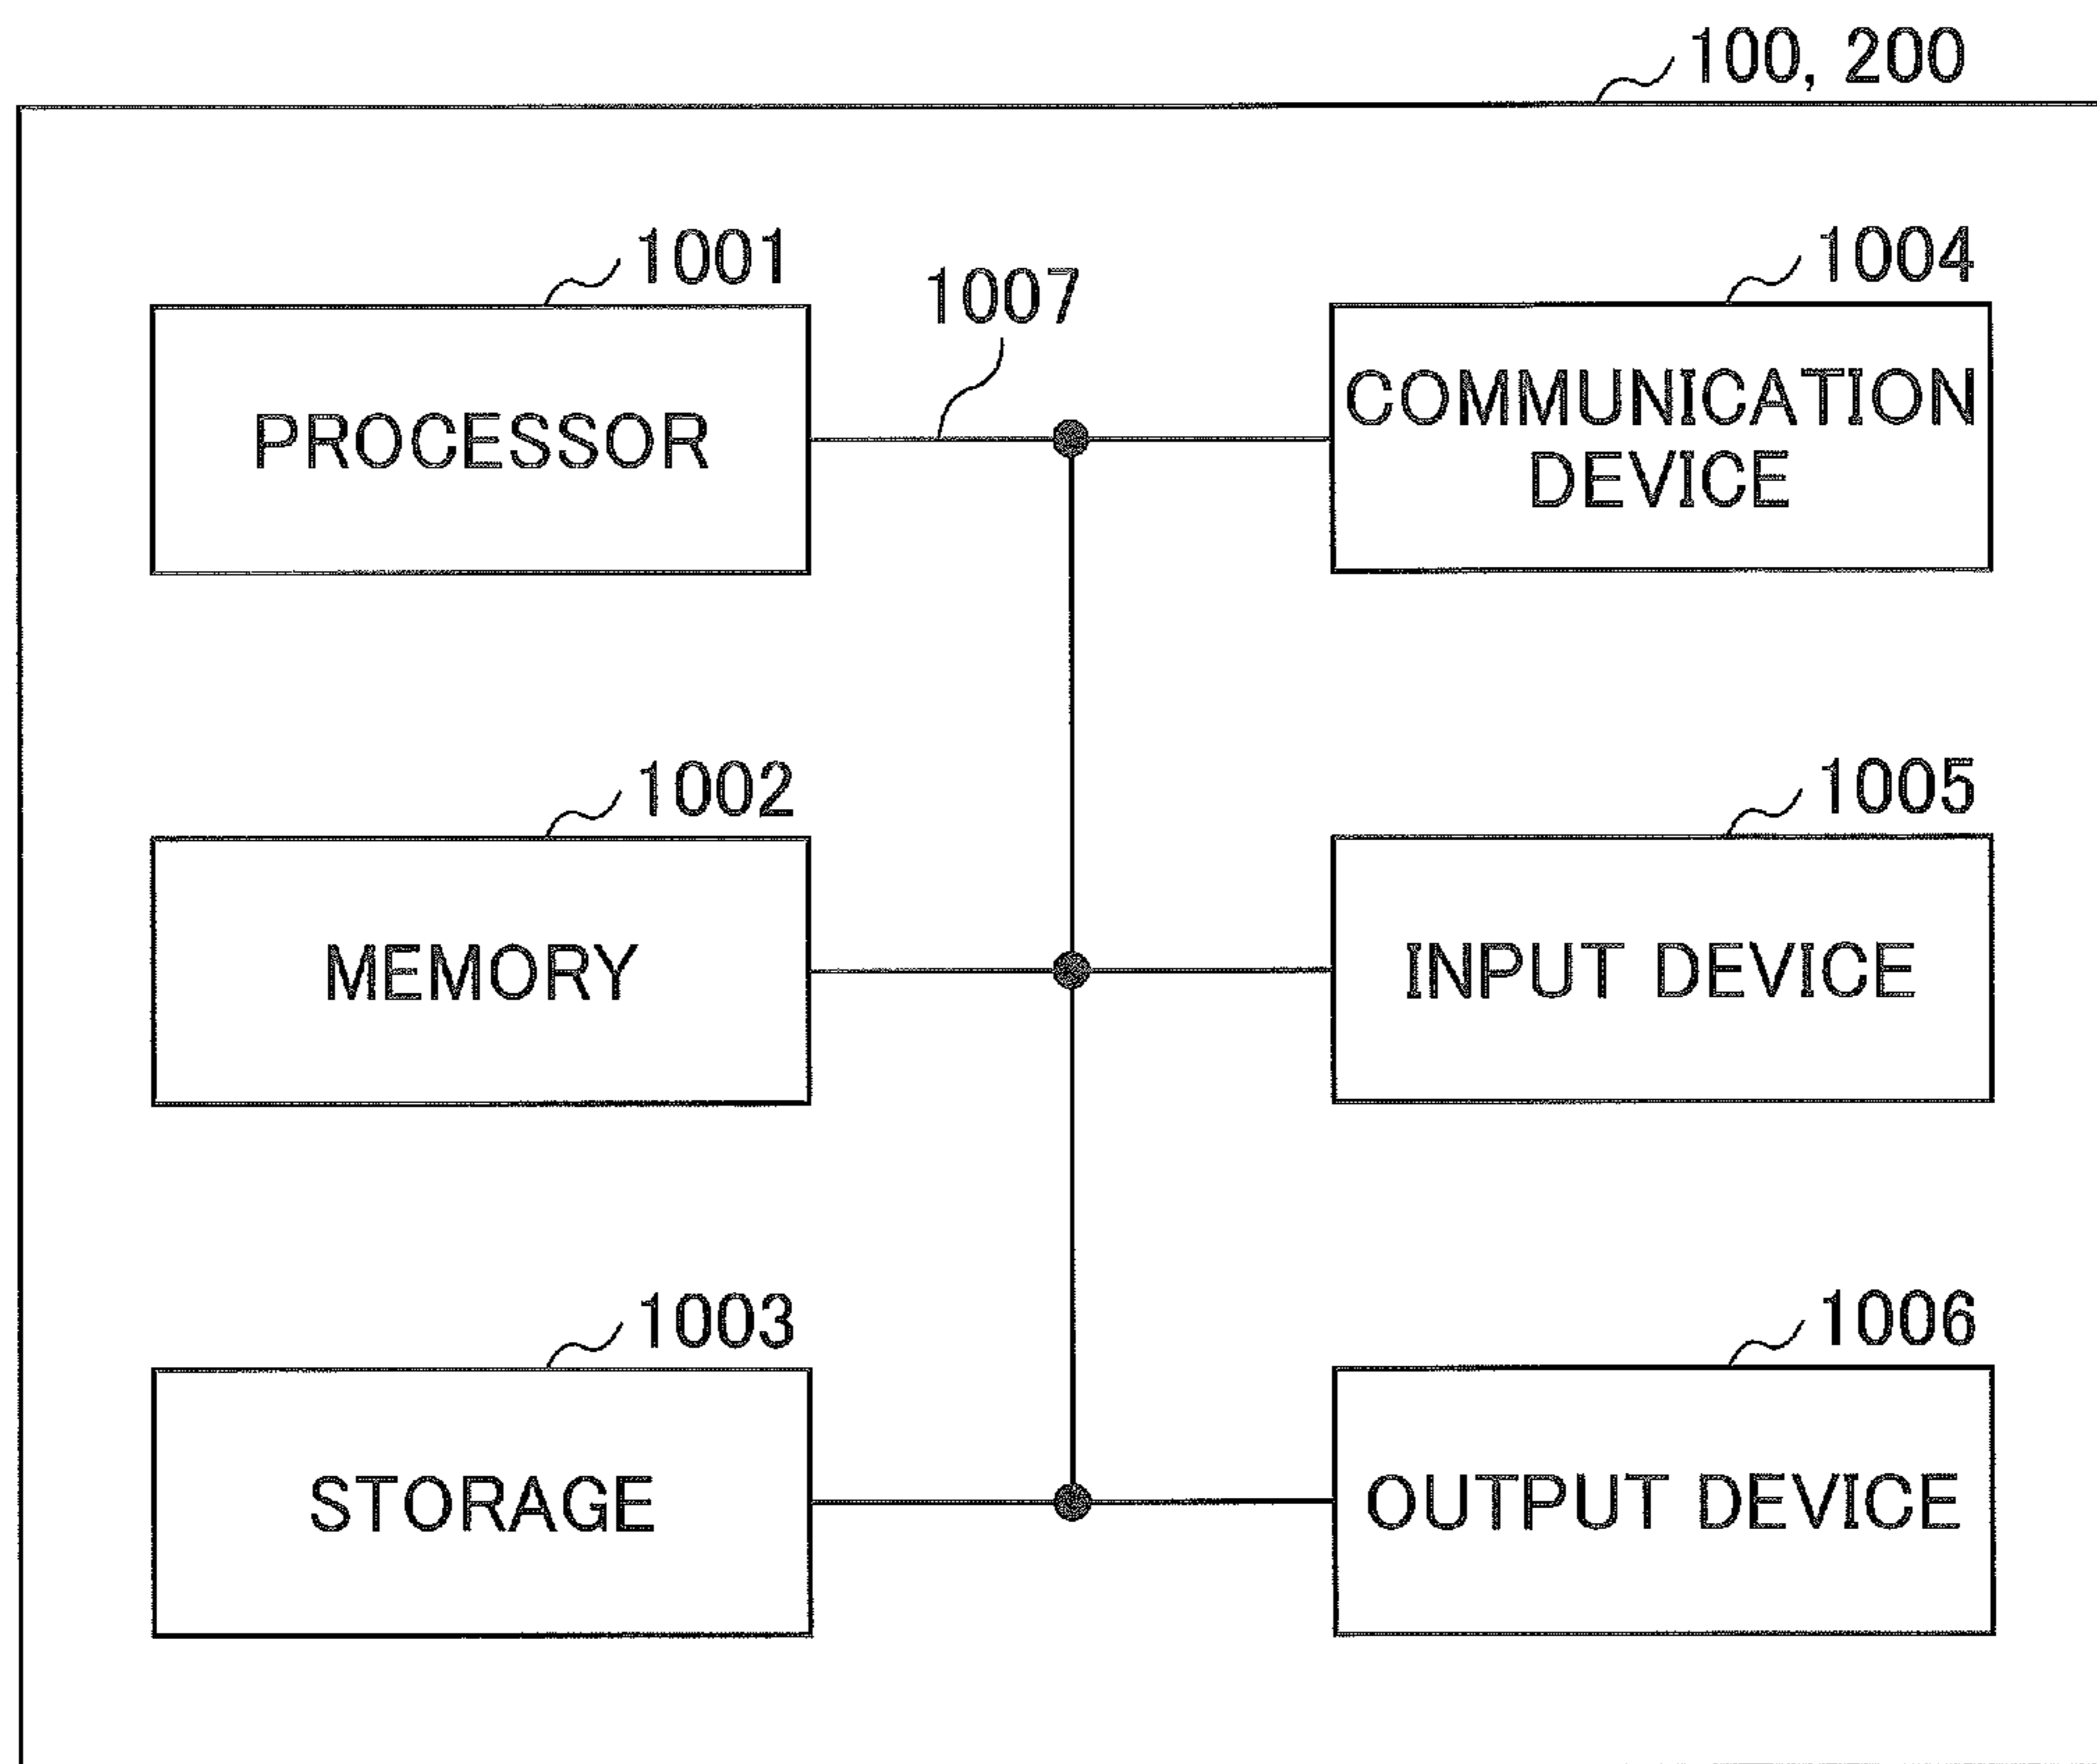 100, 200
1001
PROCESSOR
1007
1004
COMMUNICATION
DEVICE
1002
MEMORY
1005
INPUT DEVICE
1003
STORAGE
1006
OUTPUT DEVICE